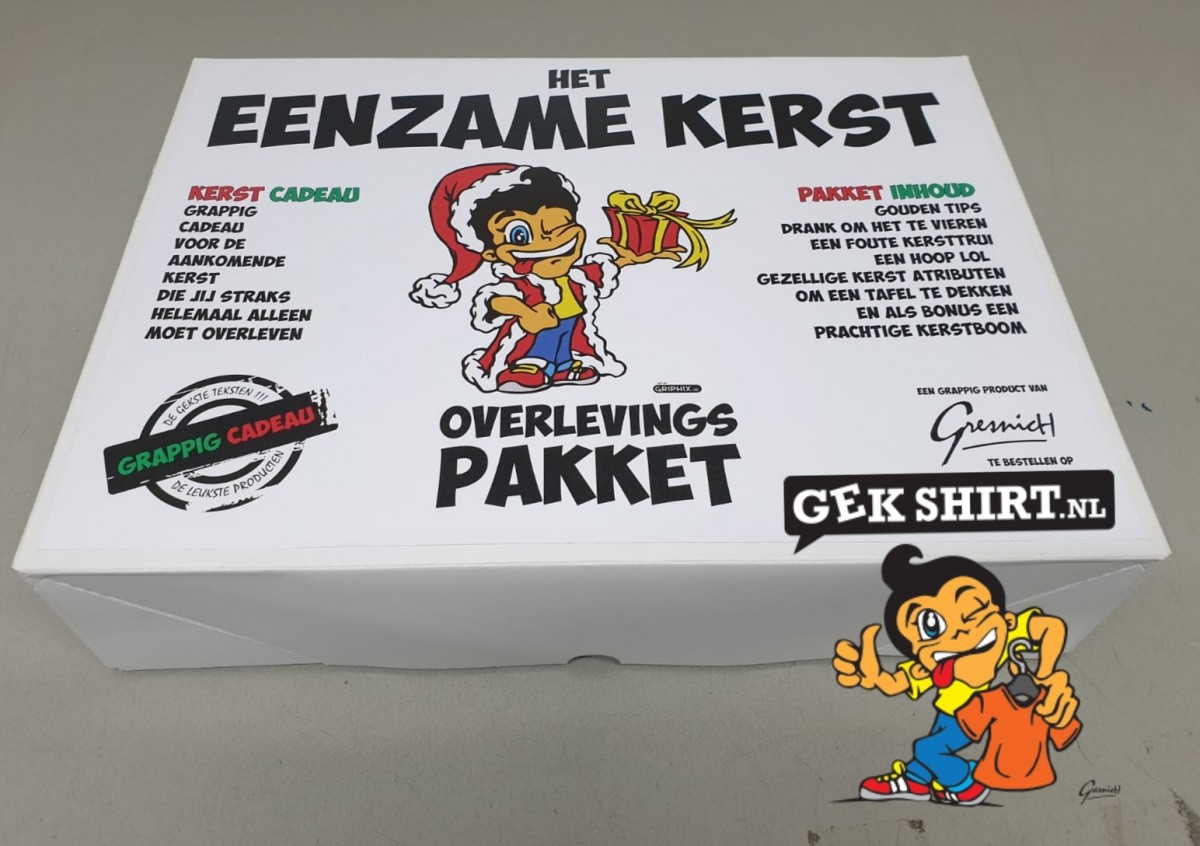 HET
EENZAME KERST
KERST CADEAU
GRAPPIG
CADEAU
VOOR DE
AANKOMENDE
KERST
DIE JIJ STRAKS
HELEMAAL ALLEEN
MOET OVERLEVEN
PAKKET INHOUD
GOUDEN TIPS
DRANK OM HET TE VIEREN
EEN FOUTE KERSTTRUI
EEN HOOP LOL
GEZELLIGE KERST ATRIBUTEN
OM EEN TAFEL TE DEKKEN
EN ALS BONUS EEN
PRACHTIGE KERSTBOOM
DE GEKSTE TEKSTEN !!!
GRAPPIG CADEAU
DE LEUKSTE PRODUCTEN
GRIPHIX
OVERLEVINGS
PAKKET
EEN GRAPPIG PRODUCT VAN
Gresnich
TE BESTELLEN OP
GEK SHIRT.NL
Gresnich